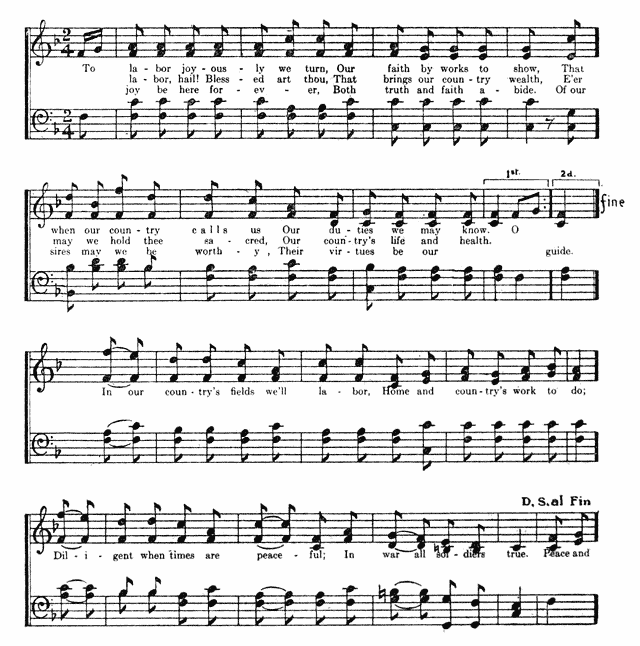 2 4
To la-bor joy-ous-ly we turn, Our faith by works to show, That
la-bor, hail! Bless-ed art thou, That brings our coun-try wealth, E'er
joy be here for-ev-er, Both truth and faith a-bide. Of our
2 4
1st. 2d.
fine
when our coun-try calls us Our du-ties we may know. O
may we hold thee sa-cred, Our coun-try's life and health.
sires may we be worth-y, Their vir-tues be our guide.
In our coun-try's fields we'll la-bor, Home and coun-try's work to do;
D. S. al Fin
Dil-i-gent when times are peace-ful; In war all sol-diers true. Peace and